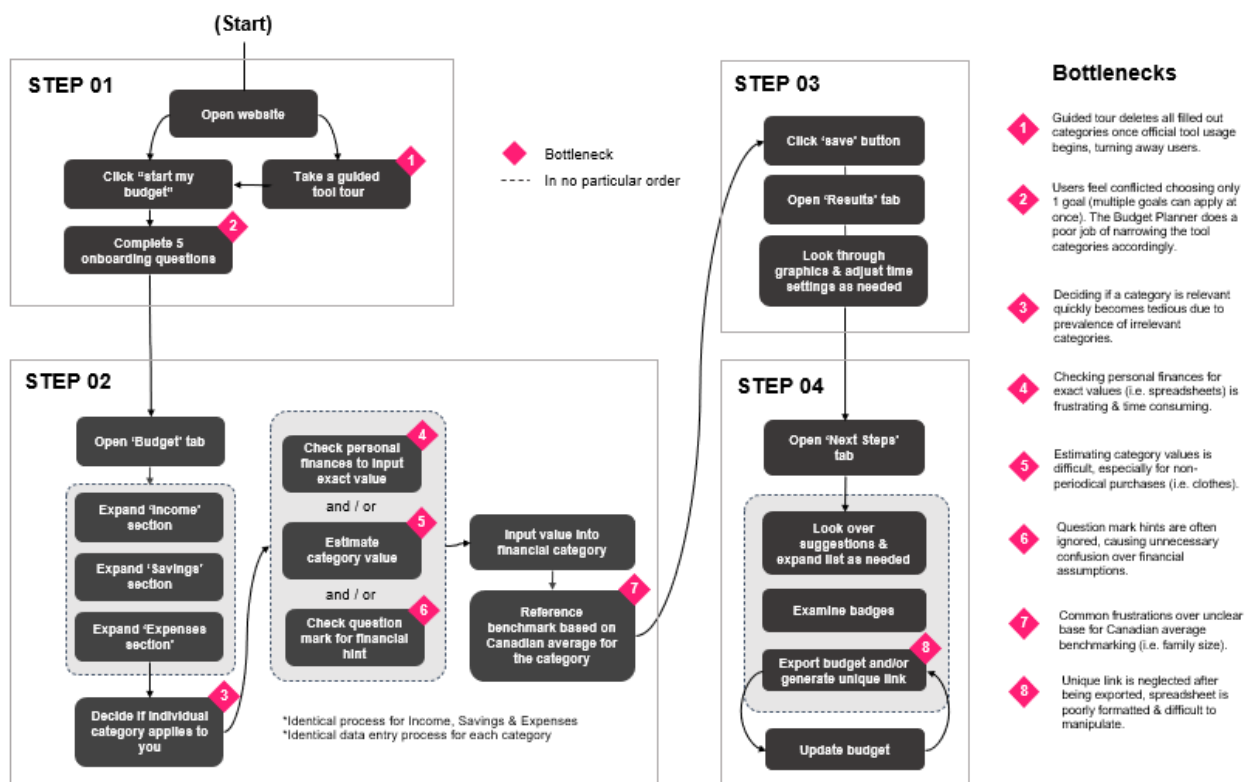 (Start)
STEP 01
Open website
Click “start my
budget”
Take a guided
tool tour
1
Complete 5
onboarding questions
2
Bottleneck
In no particular order
STEP 02
Open ‘Budget’ tab
Expand ‘Income’
section
Expand ‘Savings’
section
Expand ‘Expenses
section’
Decide if individual
category applies to
you
3
Check personal
finances to input
exact value
4
and / or
Estimate
category value
5
and / or
Check question
mark for financial
hint
6
Input value into
financial category
Reference
benchmark based on
Canadian average for
the category
7
*Identical process for Income, Savings & Expenses
*Identical data entry process for each category
STEP 03
Click ‘save’ button
Open ‘Results’ tab
Look through
graphics & adjust time
settings as needed
STEP 04
Open ‘Next Steps’
tab
Look over
suggestions &
expand list as needed
Examine badges
Export budget and/or
generate unique link
8
Update budget
Bottlenecks
1
Guided tour deletes all filled out
categories once official tool usage
begins, turning away users.
2
Users feel conflicted choosing only
1 goal (multiple goals can apply at
once). The Budget Planner does a
poor job of narrowing the tool
categories accordingly.
3
Deciding if a category is relevant
quickly becomes tedious due to
prevalence of irrelevant
categories.
4
Checking personal finances for
exact values (i.e. spreadsheets) is
frustrating & time consuming.
5
Estimating category values is
difficult, especially for non-
periodical purchases (i.e. clothes).
6
Question mark hints are often
ignored, causing unnecessary
confusion over financial
assumptions.
7
Common frustrations over unclear
base for Canadian average
benchmarking (i.e. family size).
8
Unique link is neglected after
being exported, spreadsheet is
poorly formatted & difficult to
manipulate.